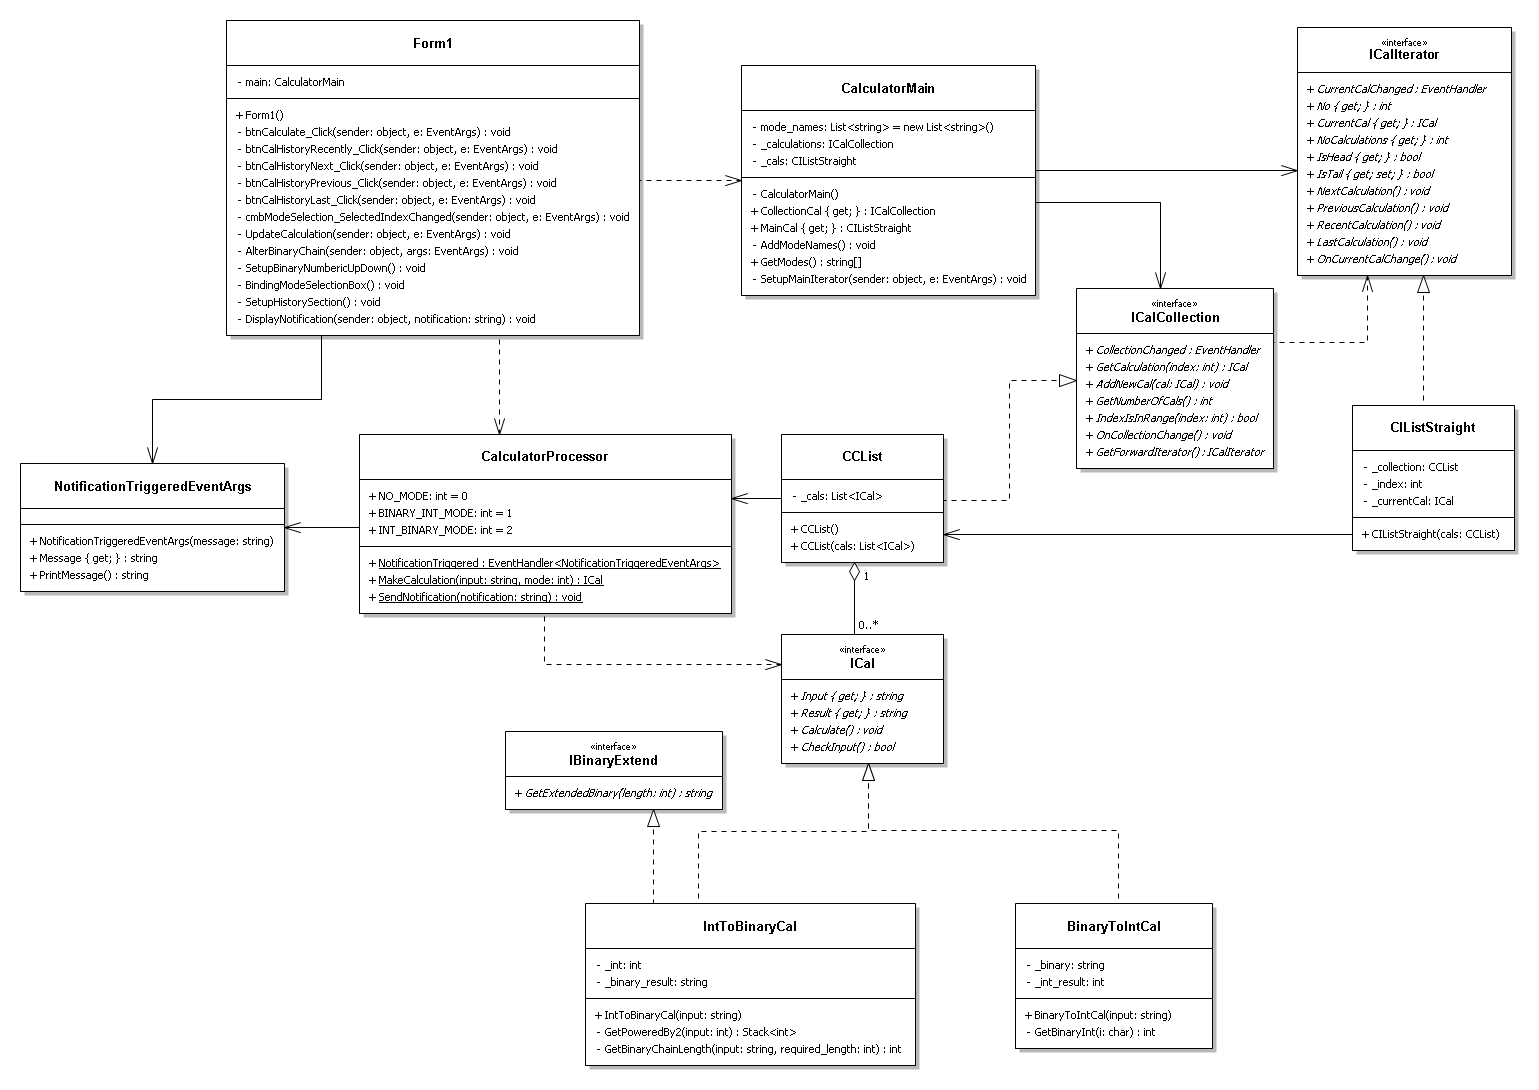 Form1
- main: CalculatorMain
+ Form1()
- btnCalculate_Click(sender: object, e: EventArgs) : void
- btnCalHistoryRecently_Click(sender: object, e: EventArgs) : void
- btnCalHistoryNext_Click(sender: object, e: EventArgs) : void
- btnCalHistoryPrevious_Click(sender: object, e: EventArgs) : void
- btnCalHistoryLast_Click(sender: object, e: EventArgs) : void
- cmbModeSelection_SelectedIndexChanged(sender: object, e: EventArgs) : void
- UpdateCalculation(sender: object, e: EventArgs) : void
- AlterBinaryChain(sender: object, args: EventArgs) : void
- SetupBinaryNumbericUpDown() : void
- BindingModeSelectionBox() : void
- SetupHistorySection() : void
- DisplayNotification(sender: object, notification: string) : void
CalculatorMain
- mode_names: List<string> = new List<string>()
- _calculations: ICalCollection
- _cals: CIListStraight
- CalculatorMain()
+ CollectionCal { get; } : ICalCollection
+ MainCal { get; } : CIListStraight
- AddModeNames() : void
+ GetModes() : string[]
- SetupMainIterator(sender: object, e: EventArgs) : void
«interface»
ICalIterator
+ CurrentCalChanged : EventHandler
+ No { get; } : int
+ CurrentCal { get; } : ICal
+ NoCalculations { get; } : int
+ IsHead { get; } : bool
+ IsTail { get; set; } : bool
+ NextCalculation() : void
+ PreviousCalculation() : void
+ RecentCalculation() : void
+ LastCalculation() : void
+ OnCurrentCalChange() : void
«interface»
ICalCollection
+ CollectionChanged : EventHandler
+ GetCalculation(index: int) : ICal
+ AddNewCal(cal: ICal) : void
+ GetNumberOfCals() : int
+ IndexIsInRange(index: int) : bool
+ OnCollectionChange() : void
+ GetForwardIterator() : ICalIterator
NotificationTriggeredEventArgs
+ NotificationTriggeredEventArgs(message: string)
+ Message { get; } : string
+ PrintMessage() : string
CalculatorProcessor
+ NO_MODE: int = 0
+ BINARY_INT_MODE: int = 1
+ INT_BINARY_MODE: int = 2
+ NotificationTriggered : EventHandler<NotificationTriggeredEventArgs>
+ MakeCalculation(input: string, mode: int) : ICal
+ SendNotification(notification: string) : void
CCList
- _cals: List<ICal>
+ CCList()
+ CCList(cals: List<ICal>)
CIListStraight
- _collection: CCList
- _index: int
- _currentCal: ICal
+ CIListStraight(cals: CCList)
1
0..*
«interface»
ICal
+ Input { get; } : string
+ Result { get; } : string
+ Calculate() : void
+ CheckInput() : bool
«interface»
IBinaryExtend
+ GetExtendedBinary(length: int) : string
IntToBinaryCal
- _int: int
- _binary_result: string
+ IntToBinaryCal(input: string)
- GetPoweredBy2(input: int) : Stack<int>
- GetBinaryChainLength(input: string, required_length: int) : int
BinaryToIntCal
- _binary: string
- _int_result: int
+ BinaryToIntCal(input: string)
- GetBinaryInt(i: char) : int